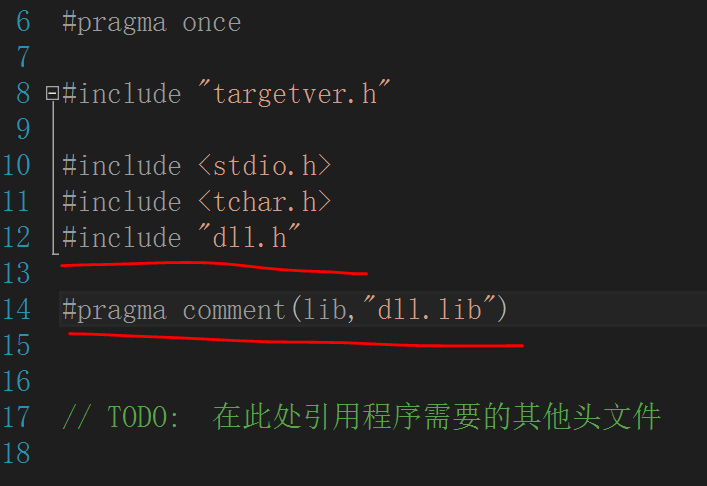 6 #pragma once
7
8 #include "targetver.h"
9
10 #include <stdio.h>
11 #include <tchar.h>
12 #include "dll.h"
13
14 #pragma comment(lib,"dll.lib")
15
16
17 // TODO:  在此处引用程序需要的其他头文件
18